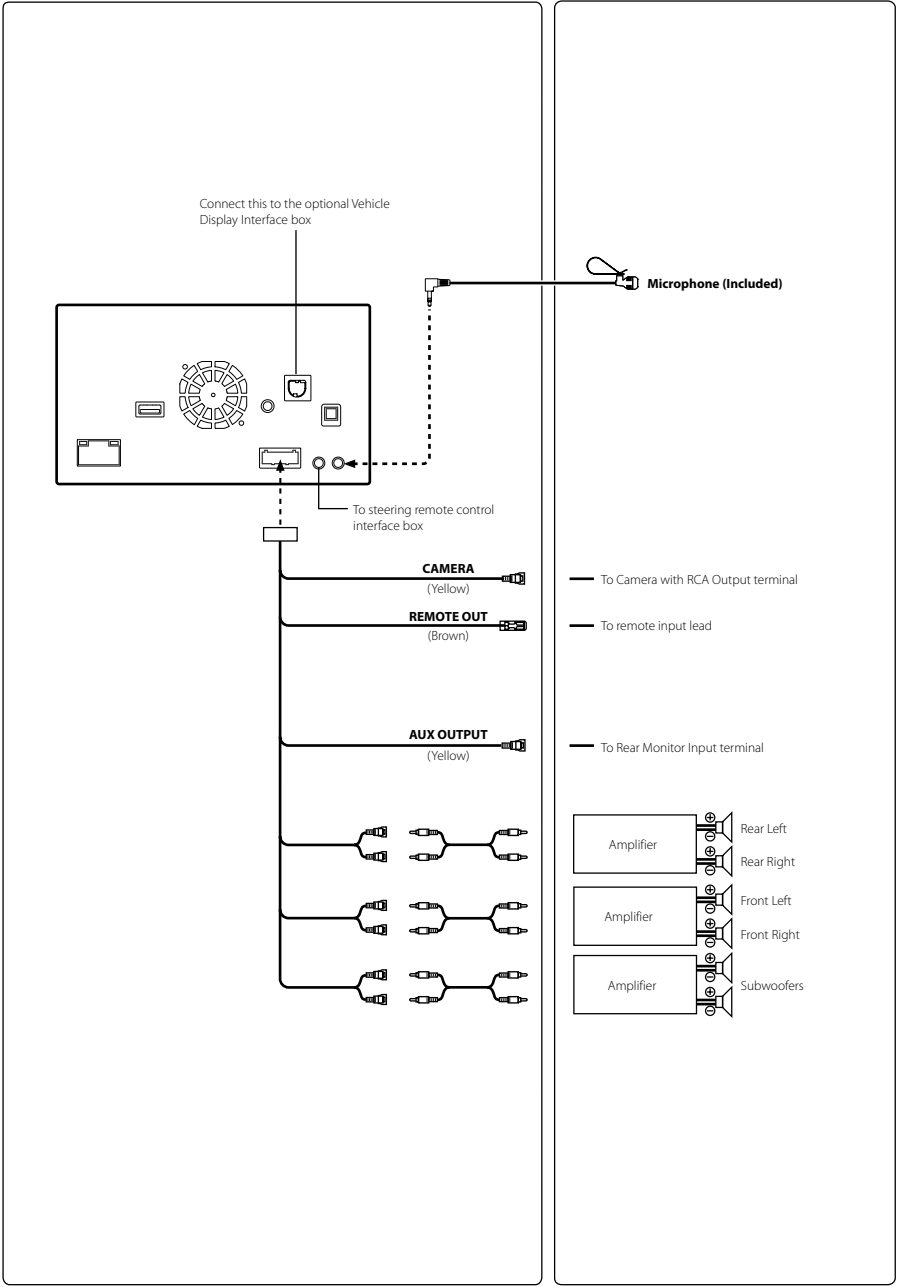 Connect this to the optional Vehicle
Display Interface box
Microphone (Included)
To steering remote control
interface box
CAMERA
(Yellow)
To Camera with RCA Output terminal
REMOTE OUT
(Brown)
To remote input lead
AUX OUTPUT
(Yellow)
To Rear Monitor Input terminal
Amplifier
Rear Left
Rear Right
Amplifier
Front Left
Front Right
Amplifier
Subwoofers